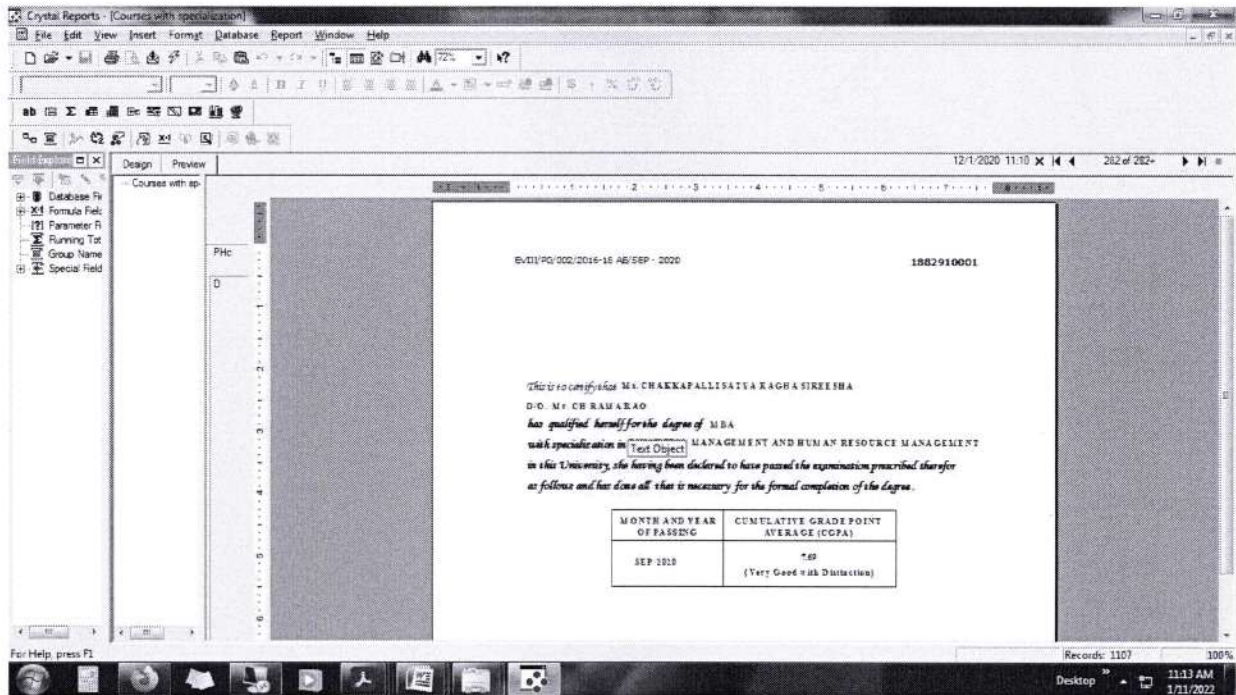 Crystal Reports - [Courses with specialization]
File Edit View Insert Format Database Report Window Help
72%
Field Explorer
Design Preview
12/1/2020 11:10
282 of 282+
Database Fie
Formula Field
Parameter Fi
Running Tot
Group Name
Special Field
Courses with sp
PHc
D
EVIII/PG/002/2016-18 AB/SEP - 2020
1882910001
This is to certify that Ms. CHAKKAPALLI SATYA RAGHA SIREESHA
D/O. Mr CH RAMARAO
has qualified herself for the degree of MBA
with specialization in Text Object MANAGEMENT AND HUMAN RESOURCE MANAGEMENT
in this University, she having been declared to have passed the examination prescribed therefor
as follows and has done all that is necessary for the formal completion of the degree.
MONTH AND YEAR OF PASSING
CUMULATIVE GRADE POINT AVERAGE (CGPA)
SEP 2020
7.69
(Very Good with Distinction)
For Help, press F1
Records: 1107
100%
Desktop
11:13 AM
1/11/2022